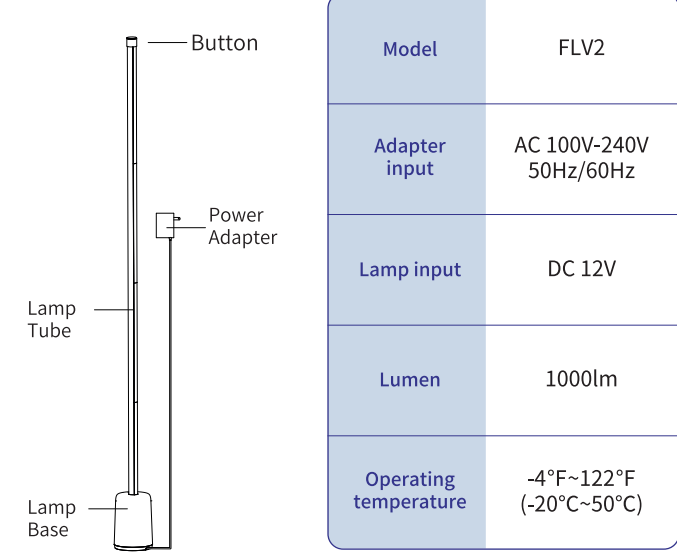 Button
Power
Adapter
Lamp
Tube
Lamp
Base
Model
FLV2
Adapter
input
AC 100V-240V
50Hz/60Hz
Lamp input
DC 12V
Lumen
1000lm
Operating
temperature
-4°F~122°F
(-20°C~50°C)